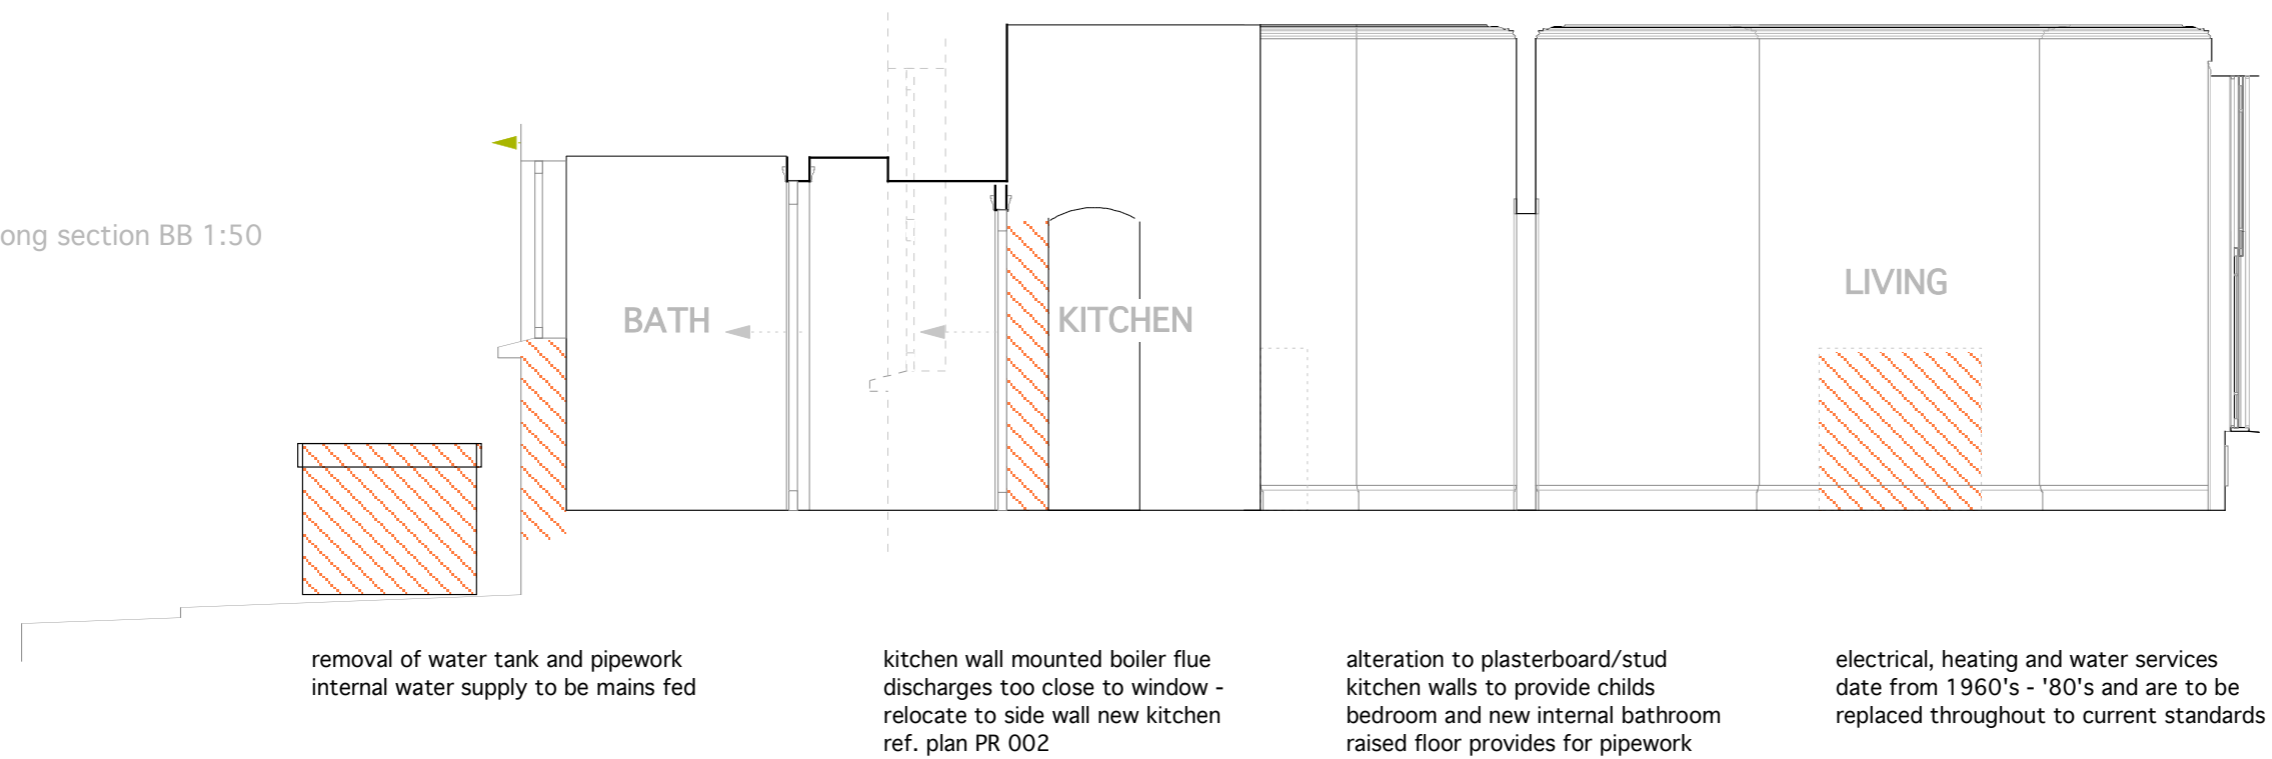 ong section BB 1:50
BATH
KITCHEN
LIVING
removal of water tank and pipework
internal water supply to be mains fed
kitchen wall mounted boiler flue
discharges too close to window -
relocate to side wall new kitchen
ref. plan PR 002
alteration to plasterboard/stud
kitchen walls to provide childs
bedroom and new internal bathroom
raised floor provides for pipework
electrical, heating and water services
date from 1960's - '80's and are to be
replaced throughout to current standards